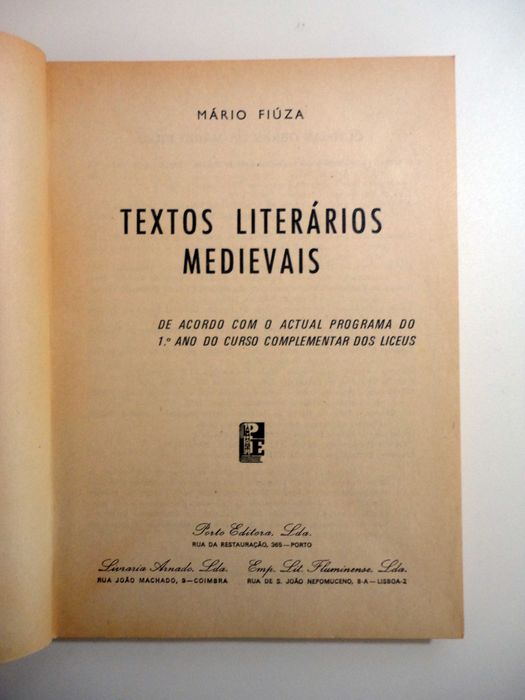 MÁRIO FIÚZA
TEXTOS LITERÁRIOS
MEDIEVAIS
DE ACORDO COM O ACTUAL PROGRAMA DO
1.º ANO DO CURSO COMPLEMENTAR DOS LICEUS
PE
Porto Editora, Lda.
RUA DA RESTAURAÇÃO, 365 — PORTO
Livraria Arnado, Lda.
RUA JOÃO MACHADO, 9 — COIMBRA
Emp. Lit. Fluminense, Lda.
RUA DE S. JOÃO NEPOMUCENO, 8-A — LISBOA-2